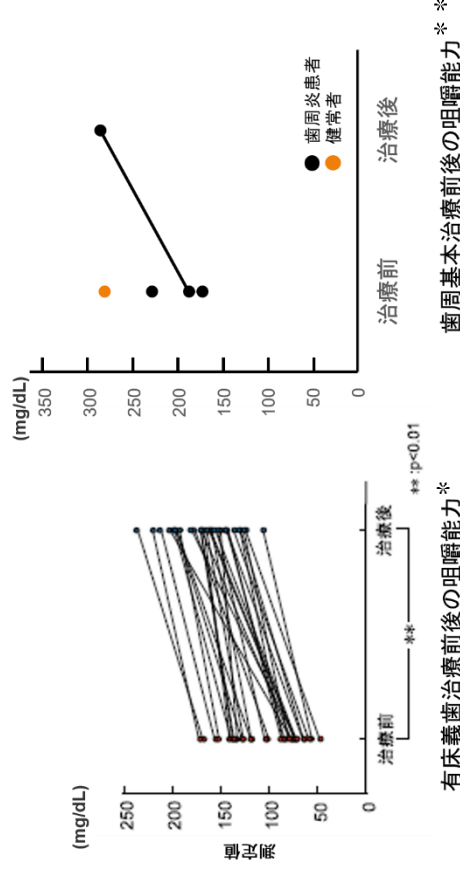 (mg/dL)
250
200
150
100
50
0
測定値
治療前
治療後
**
** :p<0.01
有床義歯治療前後の咀嚼能力*
(mg/dL)
350
300
250
200
150
100
50
0
治療前
治療後
歯周炎患者
健常者
歯周基本治療前後の咀嚼能力**